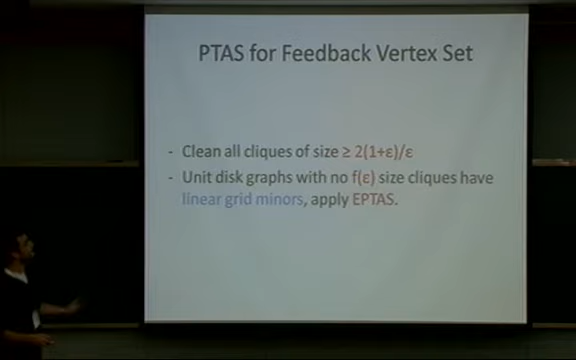 PTAS for Feedback Vertex Set
- Clean all cliques of size ≥ 2(1+ε)/ε
- Unit disk graphs with no f(ε) size cliques have
linear grid minors, apply EPTAS.